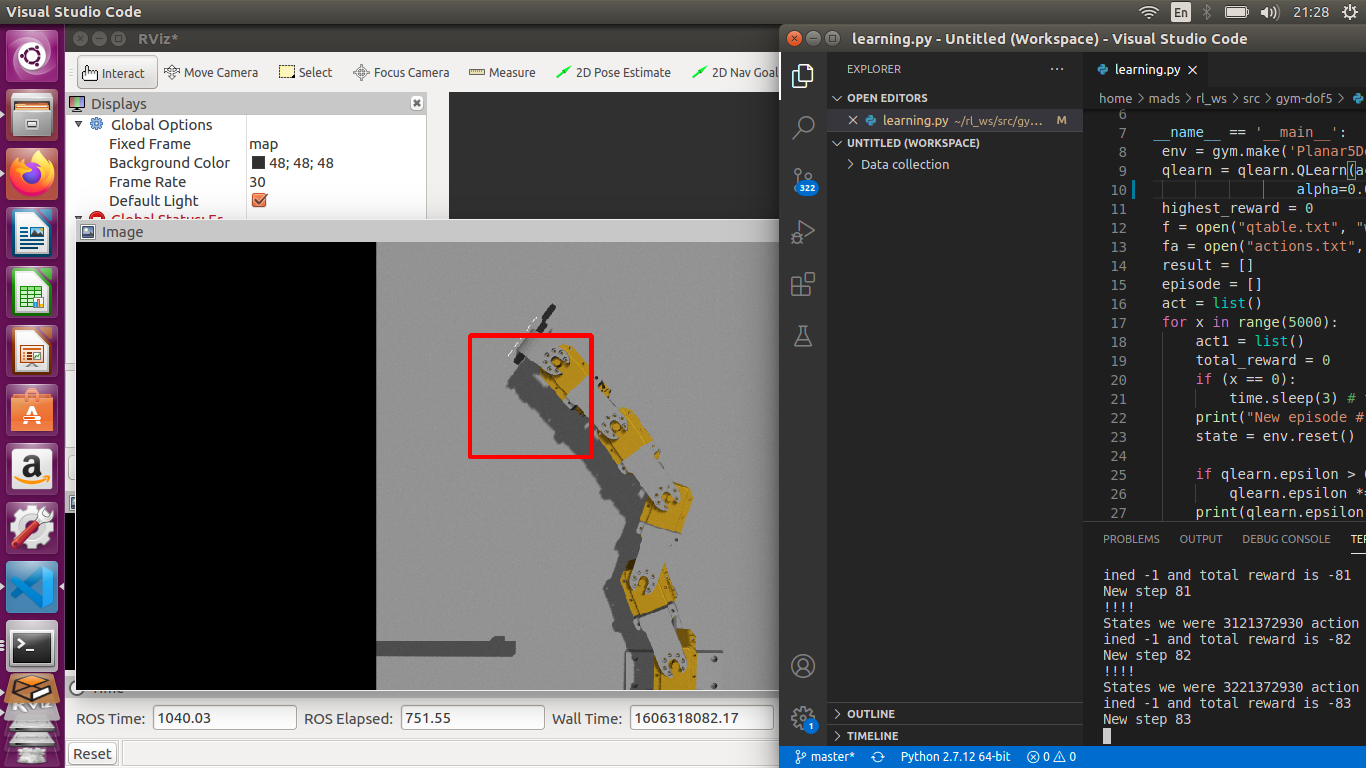 Visual Studio Code
En
21:28
RViz*
Interact
Move Camera
Select
Focus Camera
Measure
2D Pose Estimate
2D Nav Goal
Displays
Global Options
Fixed Frame
map
Background Color
48; 48; 48
Frame Rate
30
Default Light
Image
ROS Time:
1040.03
ROS Elapsed:
751.55
Wall Time:
1606318082.17
Reset
learning.py - Untitled (Workspace) - Visual Studio Code
EXPLORER
OPEN EDITORS
learning.py ~/rl_ws/src/gy... M
UNTITLED (WORKSPACE)
Data collection
322
1
OUTLINE
TIMELINE
learning.py
home > mads > rl_ws > src > gym-dof5 >
6
7 __name__ == '__main__':
8 env = gym.make('Planar5D
9 qlearn = qlearn.QLearn(a
10 alpha=0.
11 highest_reward = 0
12 f = open("qtable.txt", "
13 fa = open("actions.txt",
14 result = []
15 episode = []
16 act = list()
17 for x in range(5000):
18 act1 = list()
19 total_reward = 0
20 if (x == 0):
21 time.sleep(3) #
22 print("New episode #
23 state = env.reset()
24
25 if qlearn.epsilon >
26 qlearn.epsilon *=
27 print(qlearn.epsilon
PROBLEMS
OUTPUT
DEBUG CONSOLE
TER
ined -1 and total reward is -81
New step 81
!!!!
States we were 3121372930 action
ined -1 and total reward is -82
New step 82
!!!!
States we were 3221372930 action
ined -1 and total reward is -83
New step 83
master*
Python 2.7.12 64-bit
0
0